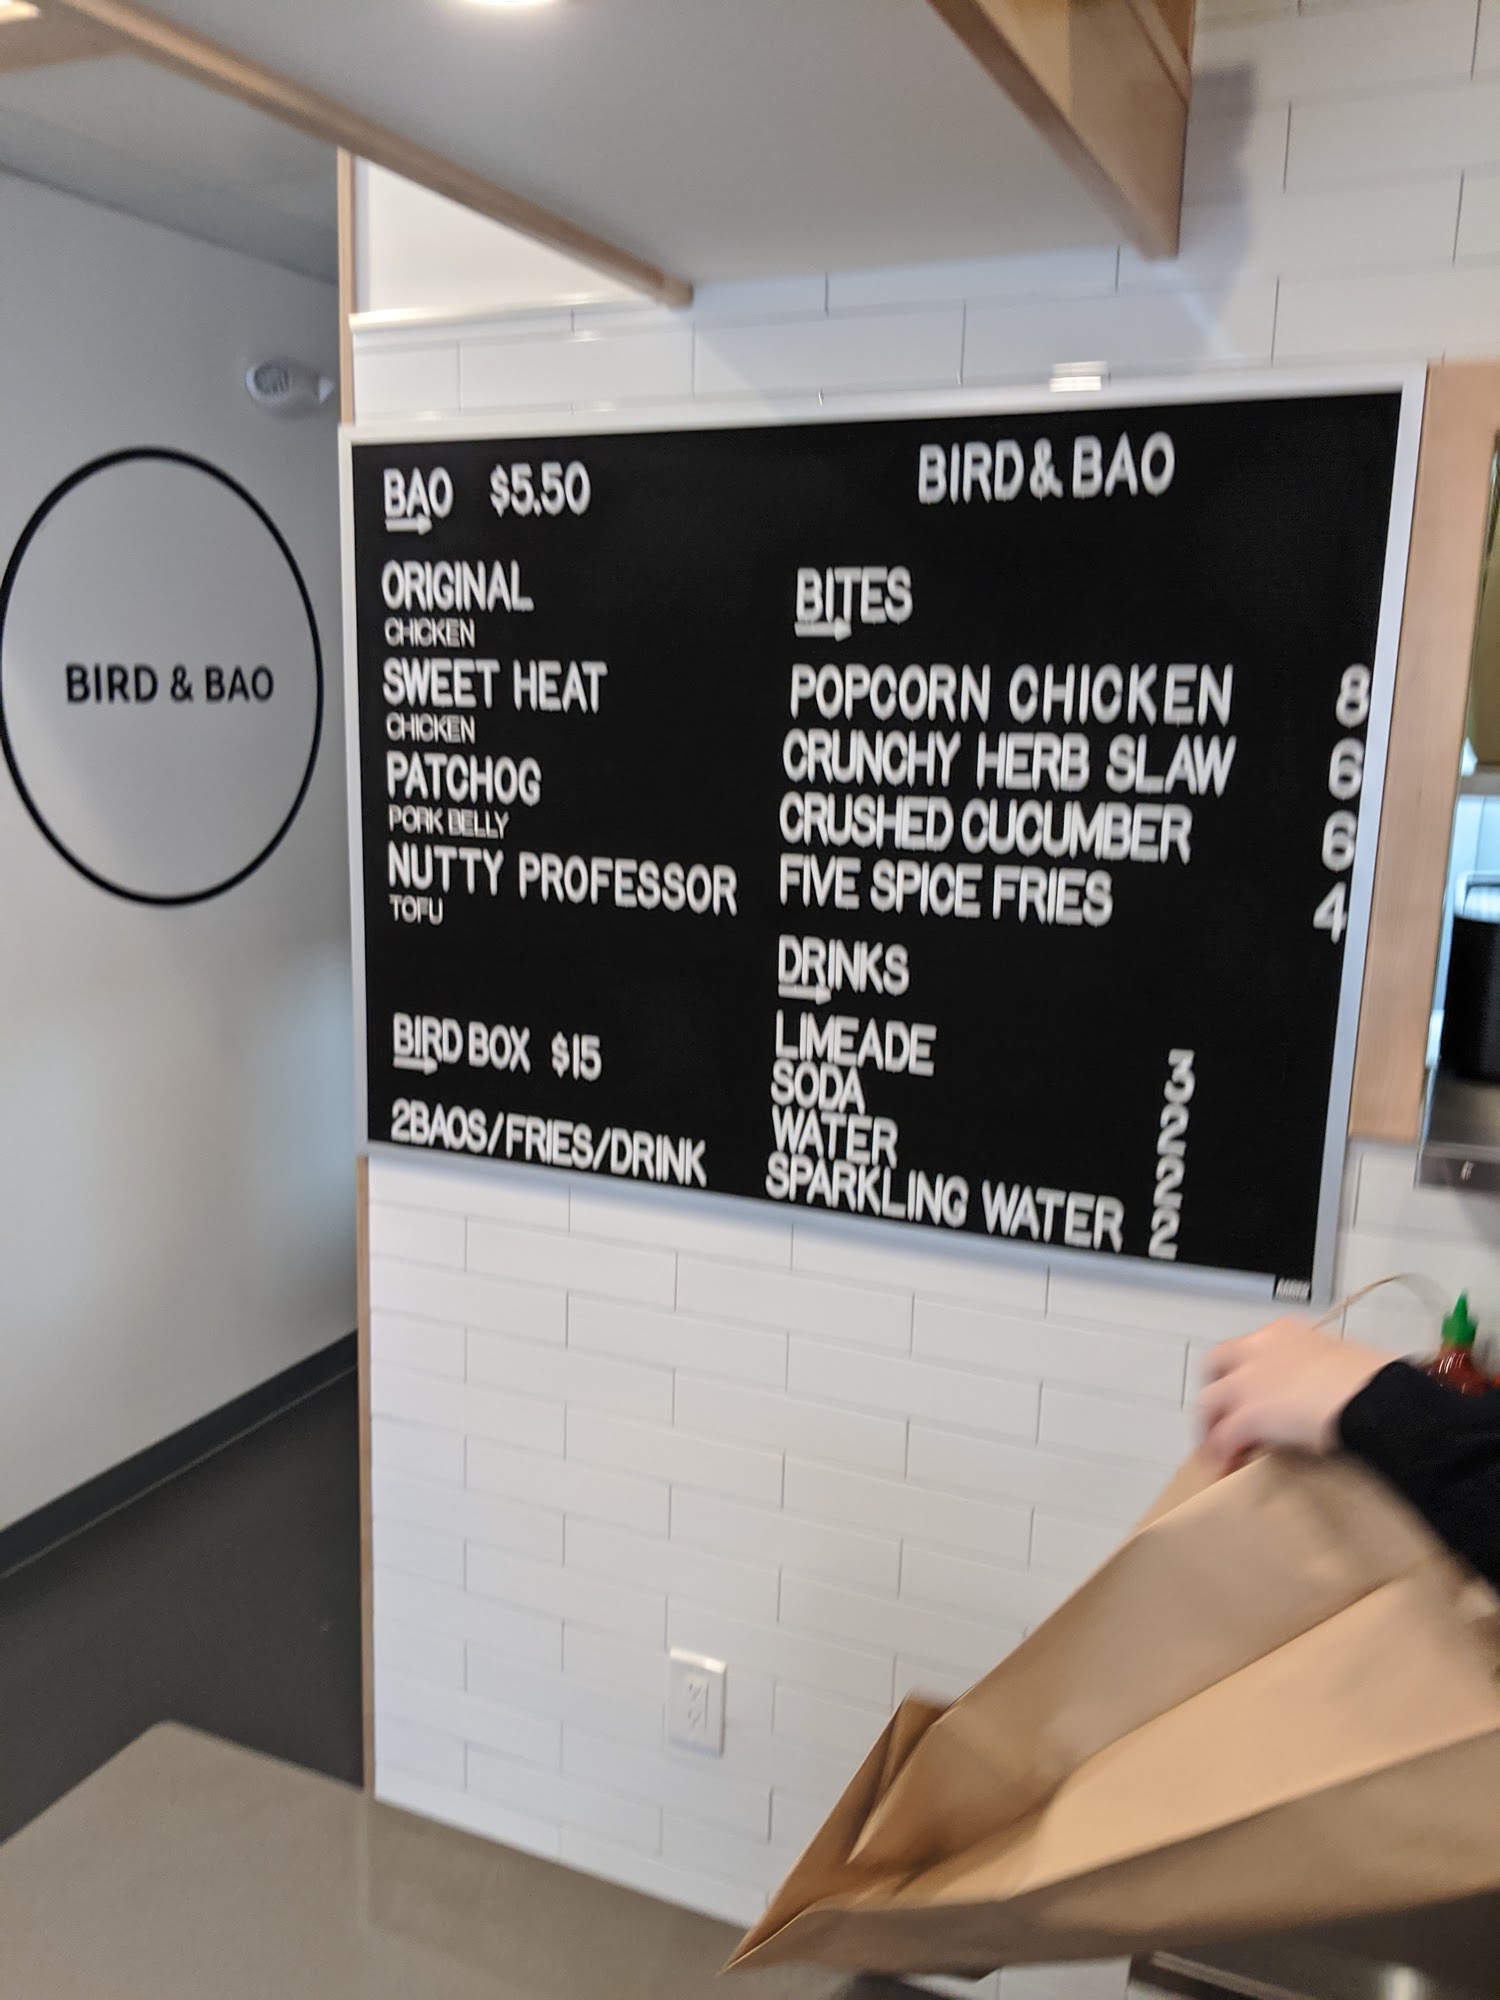 BIRD & BAO
BAO $5.50
ORIGINAL
CHICKEN
SWEET HEAT
CHICKEN
PATCHOG
PORK BELLY
NUTTY PROFESSOR
TOFU
BIRD BOX $15
2BAOS/FRIES/DRINK
BIRD & BAO
BITES
POPCORN CHICKEN 8
CRUNCHY HERB SLAW 6
CRUSHED CUCUMBER 6
FIVE SPICE FRIES 4
DRINKS
LIMEADE 3
SODA 2
WATER 2
SPARKLING WATER 2